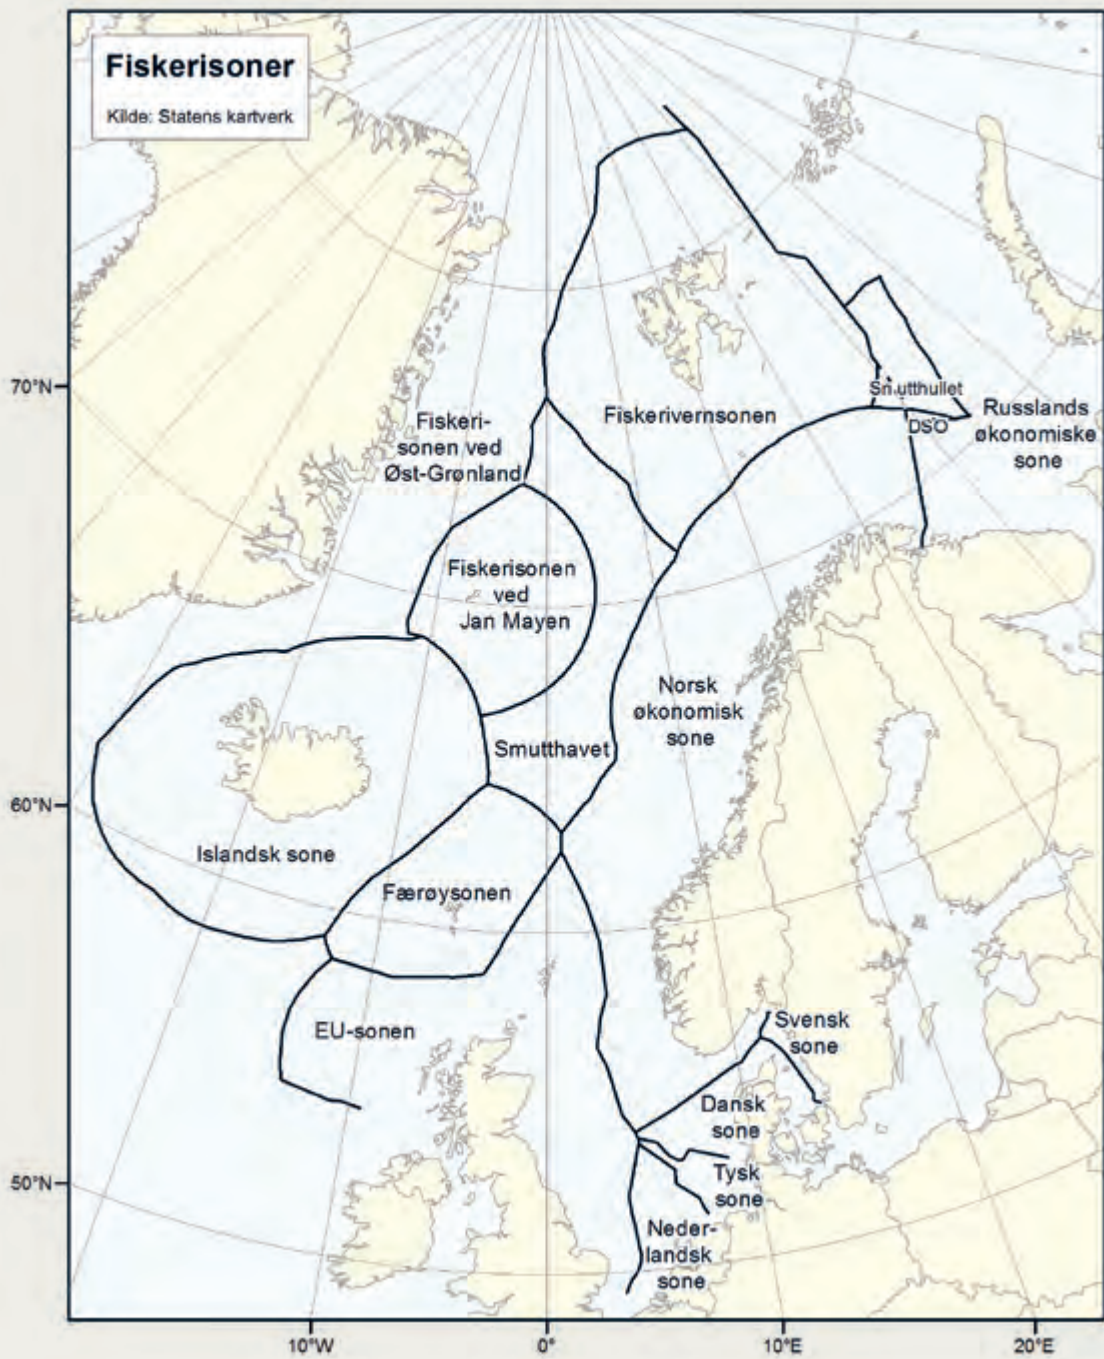 Fiskerisoner
Kilde: Statens kartverk
70°N
60°N
50°N
10°W
0°
10°E
20°E
Fiskeri-
sonen ved
Øst-Grønland
Fiskerivernsonen
Smutthullet
DSO
Russlands
økonomiske
sone
Fiskerisonen
ved
Jan Mayen
Norsk
økonomisk
sone
Smutthavet
Islandsk sone
Færøysonen
EU-sonen
Svensk
sone
Dansk
sone
Tysk
sone
Neder-
landsk
sone